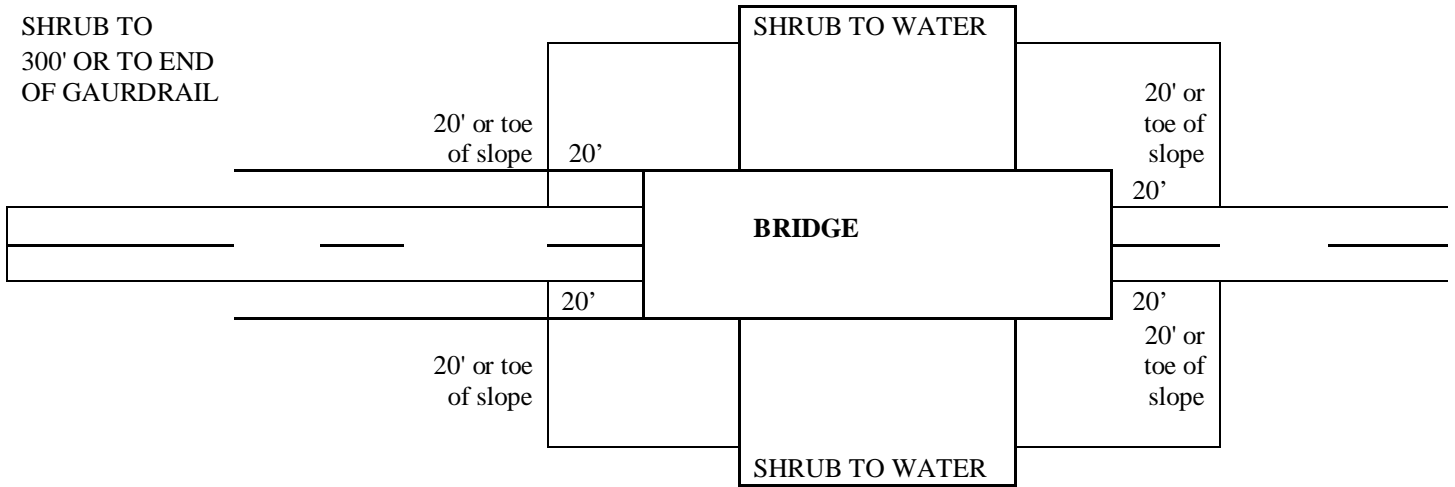 SHRUB TO
300' OR TO END
OF GAURDRAIL
SHRUB TO WATER
20' or toe
of slope
20’
20' or
toe of
slope
20’
BRIDGE
20’
20' or toe
of slope
20’
20' or
toe of
slope
SHRUB TO WATER